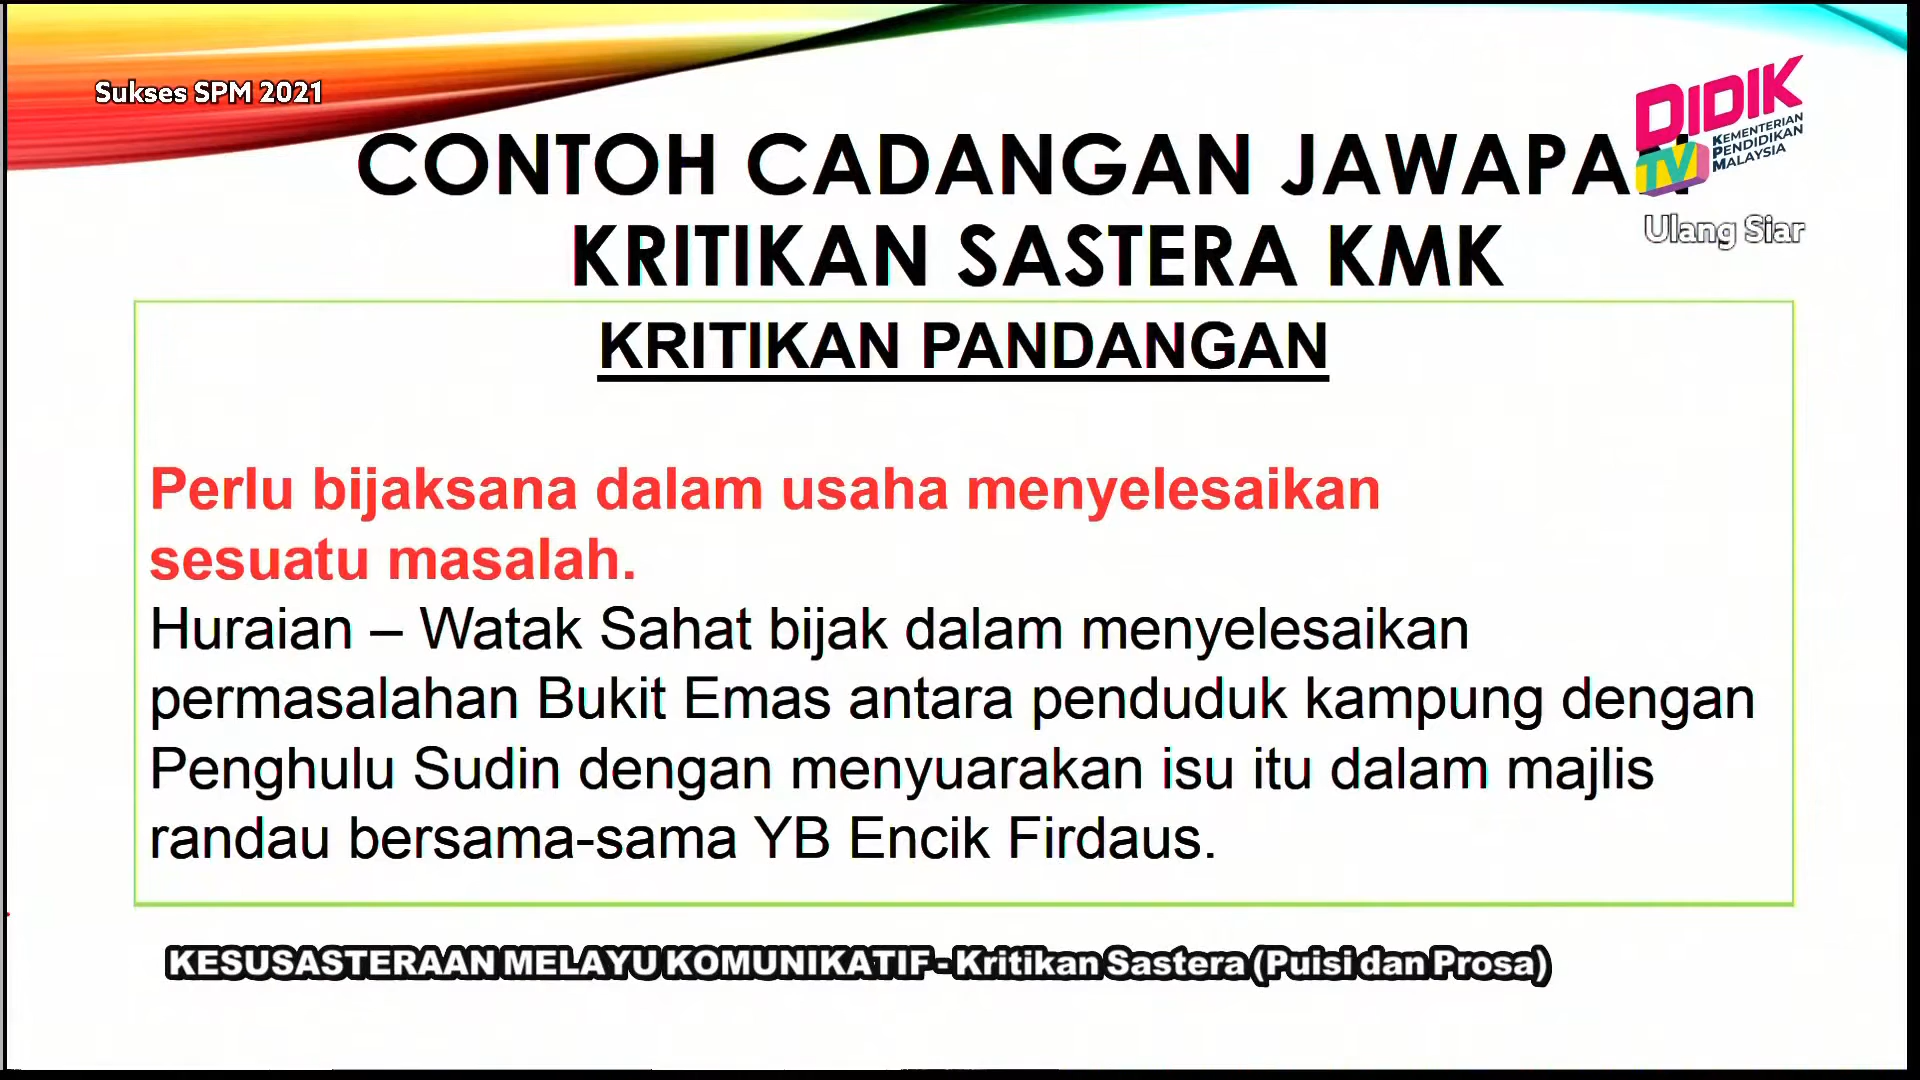 Sukses SPM 2021
DIDIK
TV
KEMENTERIAN
PENDIDIKAN
MALAYSIA
Ulang Siar
CONTOH CADANGAN JAWAPAN
KRITIKAN SASTERA KMK
KRITIKAN PANDANGAN
Perlu bijaksana dalam usaha menyelesaikan
sesuatu masalah.
Huraian – Watak Sahat bijak dalam menyelesaikan
permasalahan Bukit Emas antara penduduk kampung dengan
Penghulu Sudin dengan menyuarakan isu itu dalam majlis
randau bersama-sama YB Encik Firdaus.
KESUSASTERAAN MELAYU KOMUNIKATIF - Kritikan Sastera (Puisi dan Prosa)